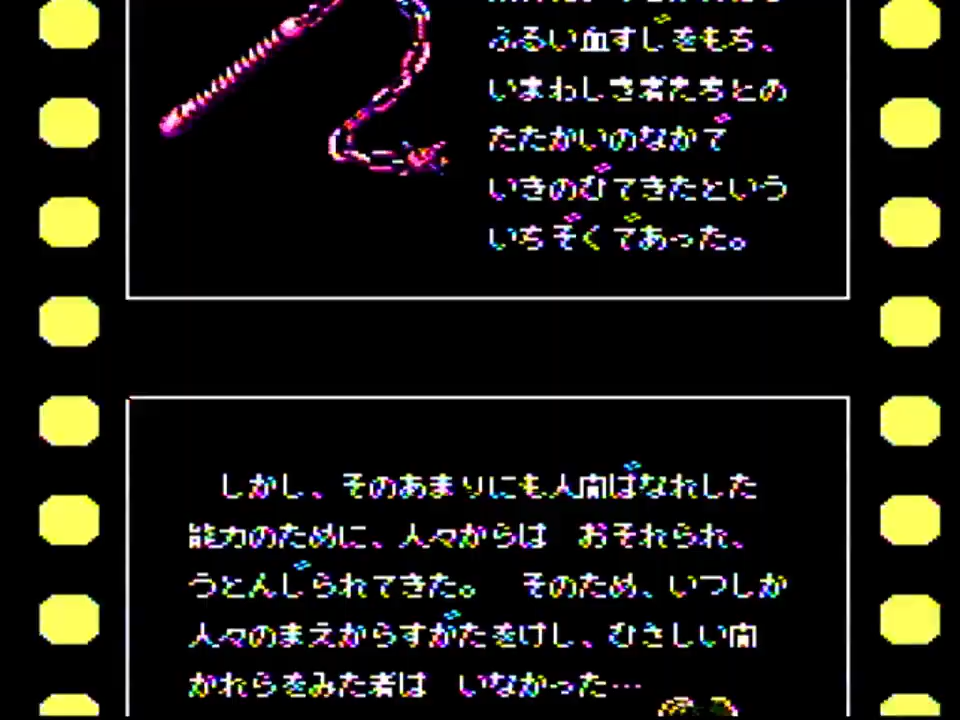 ふるい血すじをもち、
いまわしき者たちとの
たたかいのなかで
いきのびてきたという
いちぞくであった。
しかし、そのあまりにも人間ばなれした
能力のために、人々からは　おそれられ、
うとんじられてきた。　そのため、いつしか
人々のまえからすがたをけし、ひさしい間
かれらをみた者は　いなかった…